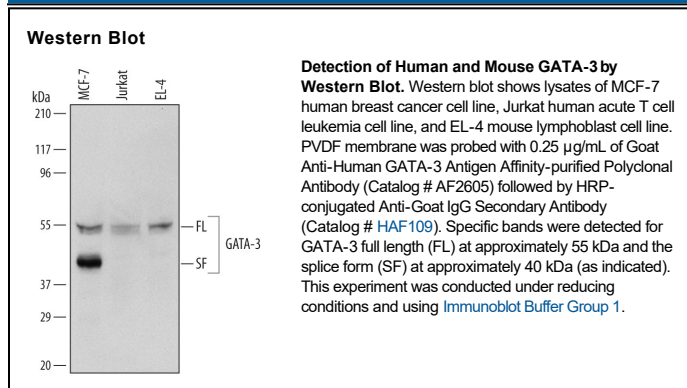 Western Blot
MCF-7
Jurkat
EL-4
kDa
210
117
96
55
37
29
20
FL
SF
GATA-3
Detection of Human and Mouse GATA-3 by
Western Blot. Western blot shows lysates of MCF-7
human breast cancer cell line, Jurkat human acute T cell
leukemia cell line, and EL-4 mouse lymphoblast cell line.
PVDF membrane was probed with 0.25 µg/mL of Goat
Anti-Human GATA-3 Antigen Affinity-purified Polyclonal
Antibody (Catalog # AF2605) followed by HRP-
conjugated Anti-Goat IgG Secondary Antibody
(Catalog # HAF109). Specific bands were detected for
GATA-3 full length (FL) at approximately 55 kDa and the
splice form (SF) at approximately 40 kDa (as indicated).
This experiment was conducted under reducing
conditions and using Immunoblot Buffer Group 1.